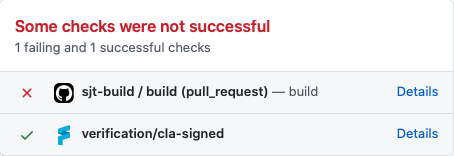 Some checks were not successful
1 failing and 1 successful checks
sjt-build / build (pull_request) — build Details
verification/cla-signed Details